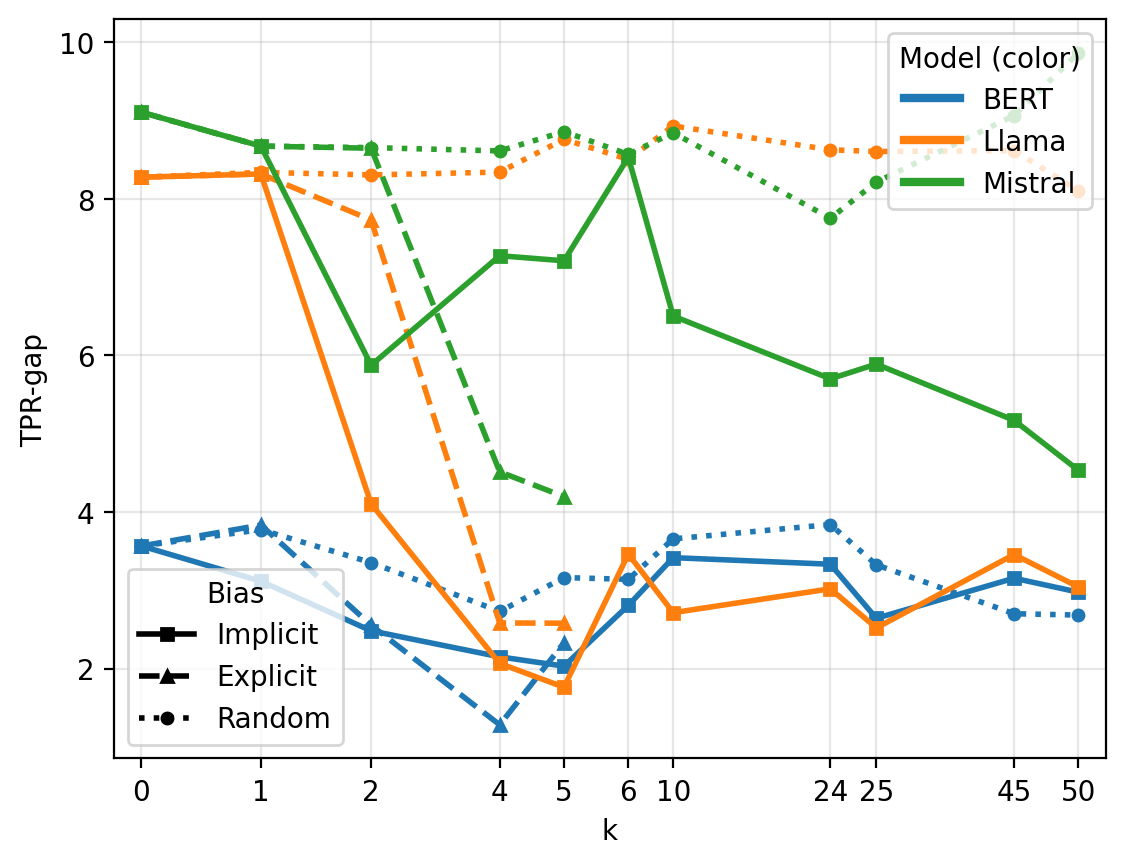 10
8
6
4
2
TPR-gap
Model (color)
BERT
Llama
Mistral
Bias
Implicit
Explicit
Random
0 1 2 4 5 6 10 24 25 45 50
k